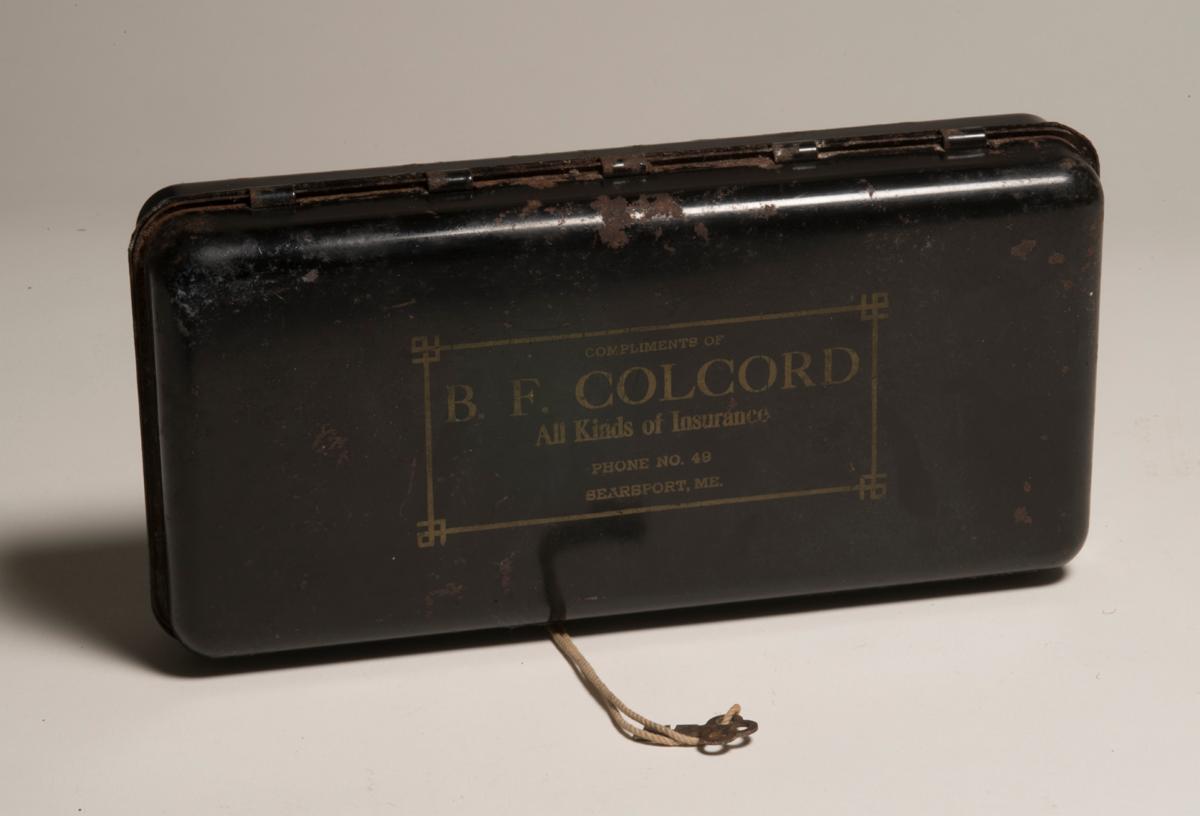 COMPLIMENTS OF
B. F. COLCORD
All Kinds of Insurance
PHONE NO. 49
SEARSPORT, ME.